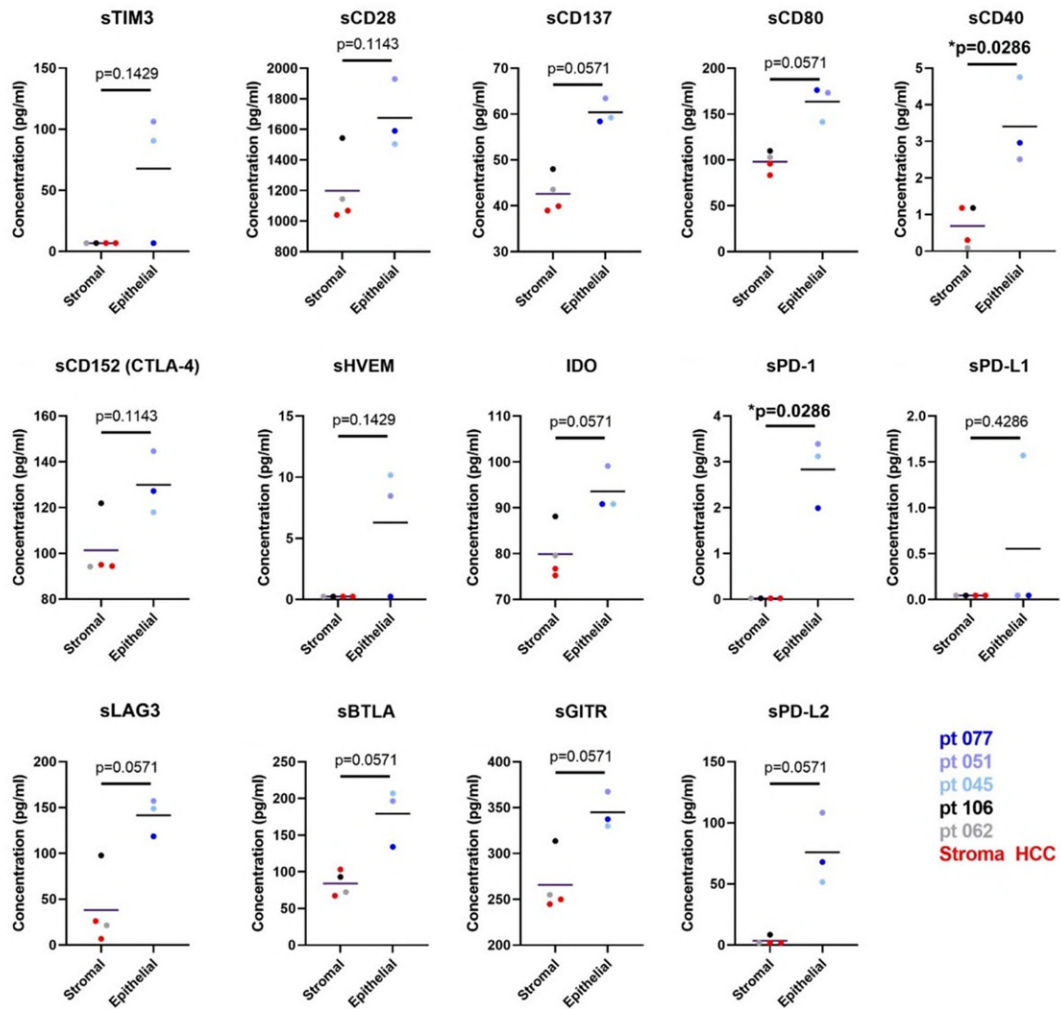 sTIM3
p=0.1429
Concentration (pg/ml)
150
100
50
0
Stromal
Epithelial
sCD28
p=0.1143
Concentration (pg/ml)
2000
1800
1600
1400
1200
1000
800
Stromal
Epithelial
sCD137
p=0.0571
Concentration (pg/ml)
70
60
50
40
30
Stromal
Epithelial
sCD80
p=0.0571
Concentration (pg/ml)
200
150
100
50
0
Stromal
Epithelial
sCD40
*p=0.0286
Concentration (pg/ml)
5
4
3
2
1
0
Stromal
Epithelial
sCD152 (CTLA-4)
p=0.1143
Concentration (pg/ml)
160
140
120
100
80
Stromal
Epithelial
sHVEM
p=0.1429
Concentration (pg/ml)
15
10
5
0
Stromal
Epithelial
IDO
p=0.0571
Concentration (pg/ml)
110
100
90
80
70
Stromal
Epithelial
sPD-1
*p=0.0286
Concentration (pg/ml)
4
3
2
1
0
Stromal
Epithelial
sPD-L1
p=0.4286
Concentration (pg/ml)
2.0
1.5
1.0
0.5
0.0
Stromal
Epithelial
sLAG3
p=0.0571
Concentration (pg/ml)
200
150
100
50
0
Stromal
Epithelial
sBTLA
p=0.0571
Concentration (pg/ml)
250
200
150
100
50
0
Stromal
Epithelial
sGITR
p=0.0571
Concentration (pg/ml)
400
350
300
250
200
Stromal
Epithelial
sPD-L2
p=0.0571
Concentration (pg/ml)
150
100
50
0
Stromal
Epithelial
pt 077
pt 051
pt 045
pt 106
pt 062
Stroma HCC